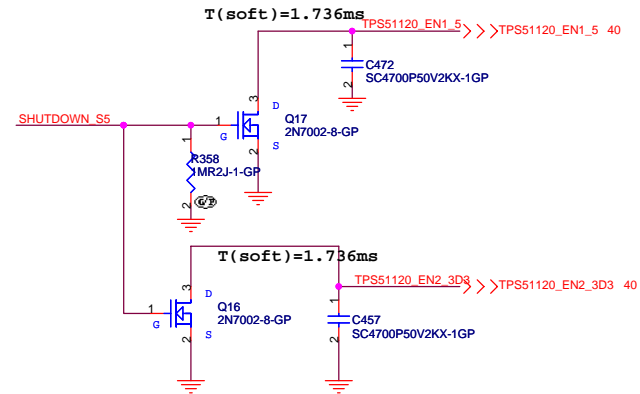 T(soft)=1.736ms
TPS51120_EN1_5
TPS51120_EN1_5 40
1
C472
SC4700P50V2KX-1GP
2
SHUTDOWN_S5
3
D
1
G
Q17
2N7002-8-GP
2
S
1
R358
1MR2J-1-GP
2
T(soft)=1.736ms
TPS51120_EN2_3D3
TPS51120_EN2_3D3 40
3
D
1
G
Q16
2N7002-8-GP
2
S
1
C457
SC4700P50V2KX-1GP
2